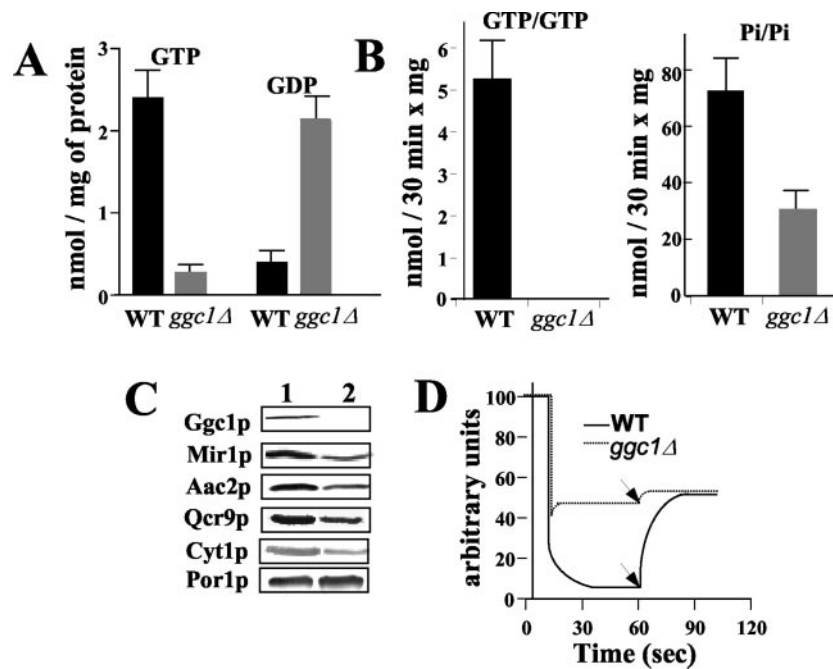 A
GTP
GDP
nmol / mg of protein
3
2
1
0
WT ggc1Δ WT ggc1Δ
B
GTP/GTP
nmol / 30 min x mg
6
5
4
3
2
1
0
WT ggc1Δ
Pi/Pi
nmol / 30 min x mg
80
60
40
20
0
WT ggc1Δ
C
1 2
Ggc1p
Mir1p
Aac2p
Qcr9p
Cyt1p
Por1p
D
arbitrary units
100
80
60
40
20
0
WT
ggc1Δ
0 30 60 90 120
Time (sec)